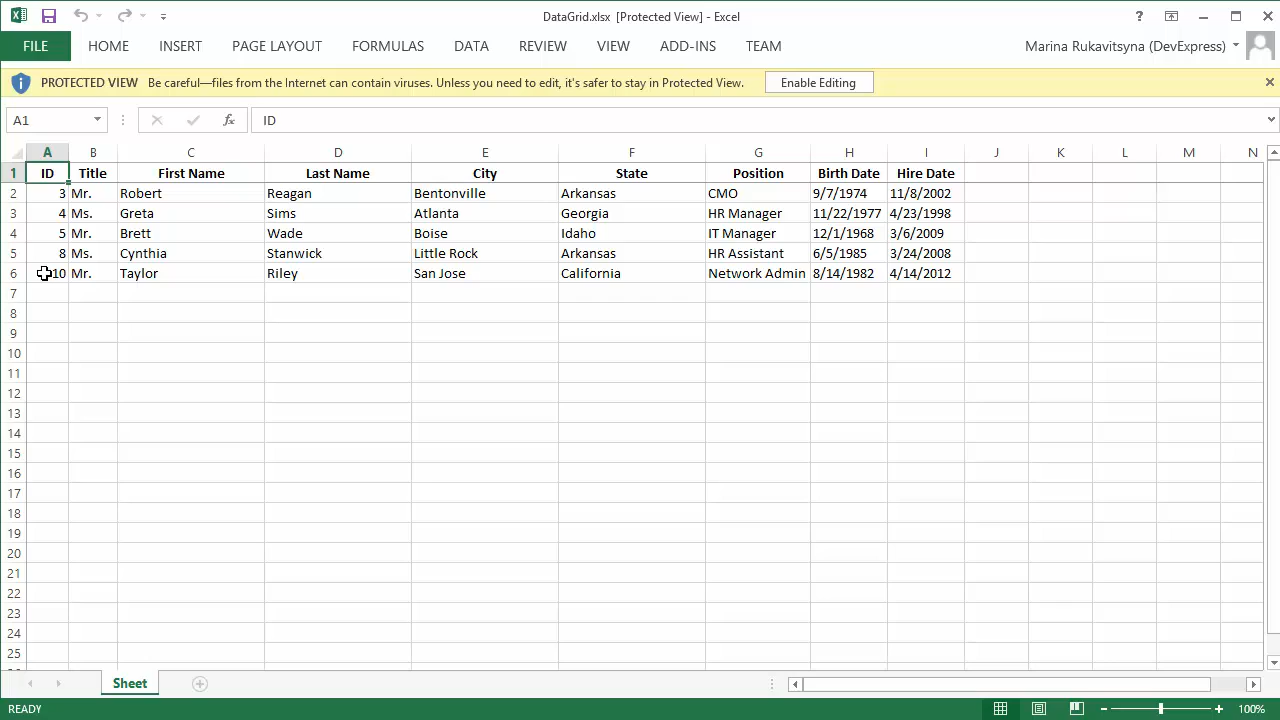 DataGrid.xlsx [Protected View] - Excel
?
FILE HOME INSERT PAGE LAYOUT FORMULAS DATA REVIEW VIEW ADD-INS TEAM Marina Rukavitsyna (DevExpress)
PROTECTED VIEW Be careful—files from the Internet can contain viruses. Unless you need to edit, it's safer to stay in Protected View. Enable Editing
A1 fx ID
A B C D E F G H I J K L M N
1 ID Title First Name Last Name City State Position Birth Date Hire Date
2 3 Mr. Robert Reagan Bentonville Arkansas CMO 9/7/1974 11/8/2002
3 4 Ms. Greta Sims Atlanta Georgia HR Manager 11/22/1977 4/23/1998
4 5 Mr. Brett Wade Boise Idaho IT Manager 12/1/1968 3/6/2009
5 8 Ms. Cynthia Stanwick Little Rock Arkansas HR Assistant 6/5/1985 3/24/2008
6 10 Mr. Taylor Riley San Jose California Network Admin 8/14/1982 4/14/2012
7
8
9
10
11
12
13
14
15
16
17
18
19
20
21
22
23
24
25
Sheet
READY 100%